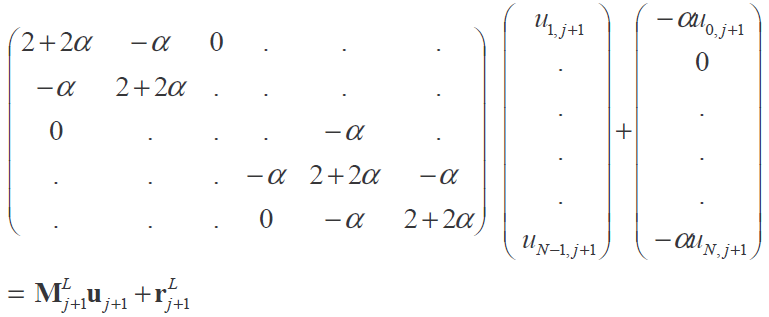 ( 2+2α −α 0 . . . ) ( u_{1,j+1} ) ( −αu_{0,j+1} )
( −α 2+2α . . . . ) ( . ) ( 0 )
( 0 . . . −α . ) ( . ) + ( . )
( . . . −α 2+2α −α ) ( . ) ( . )
( . . . 0 −α 2+2α ) ( . ) ( . )
( u_{N−1,j+1} ) ( −αu_{N,j+1} )
= M^L_{j+1} u_{j+1} + r^L_{j+1}